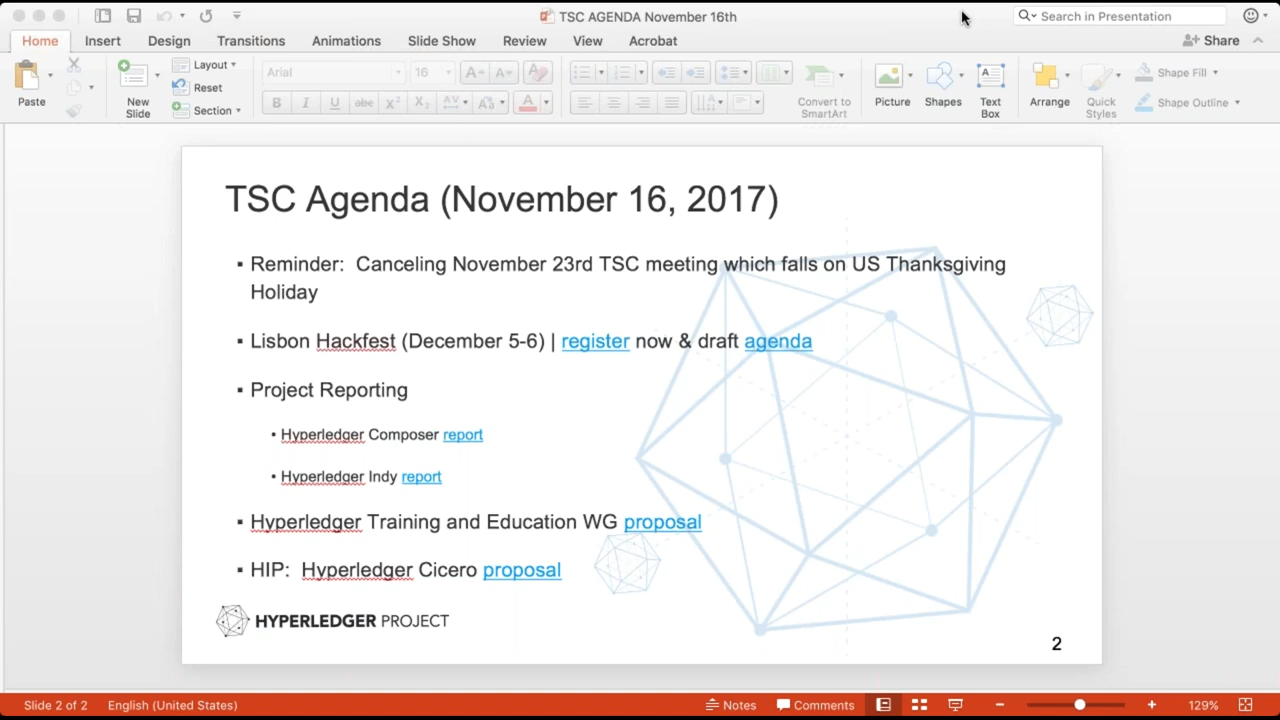 TSC AGENDA November 16th
Search in Presentation
Home Insert Design Transitions Animations Slide Show Review View Acrobat Share
Paste
New Slide
Layout
Reset
Section
Arial 16
B I U abc X² X₂ AV Aa A
Convert to SmartArt
Picture
Shapes
Text Box
Arrange
Quick Styles
Shape Fill
Shape Outline
TSC Agenda (November 16, 2017)
▪ Reminder: Canceling November 23rd TSC meeting which falls on US Thanksgiving
Holiday
▪ Lisbon Hackfest (December 5-6) | register now & draft agenda
▪ Project Reporting
• Hyperledger Composer report
• Hyperledger Indy report
▪ Hyperledger Training and Education WG proposal
▪ HIP: Hyperledger Cicero proposal
HYPERLEDGER PROJECT
2
Slide 2 of 2 English (United States) Notes Comments 129%